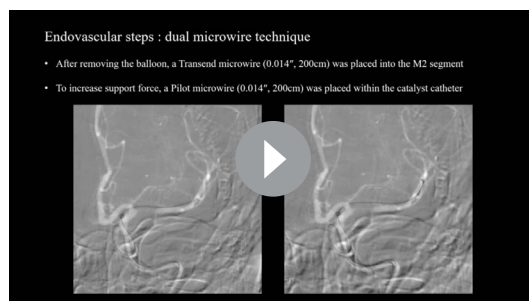 Endovascular steps : dual microwire technique
• After removing the balloon, a Transend microwire (0.014″, 200cm) was placed into the M2 segment
• To increase support force, a Pilot microwire (0.014″, 200cm) was placed within the catalyst catheter